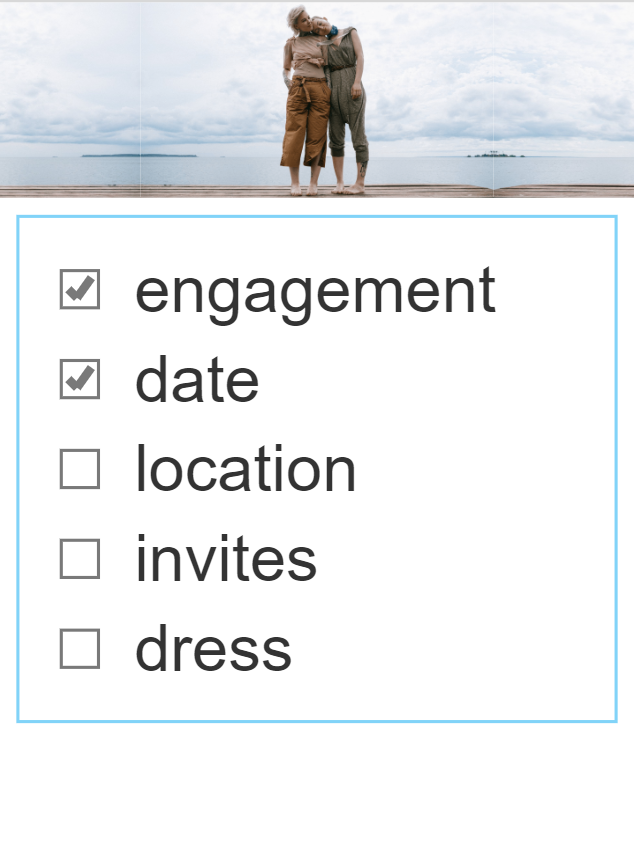 engagement
date
location
invites
dress